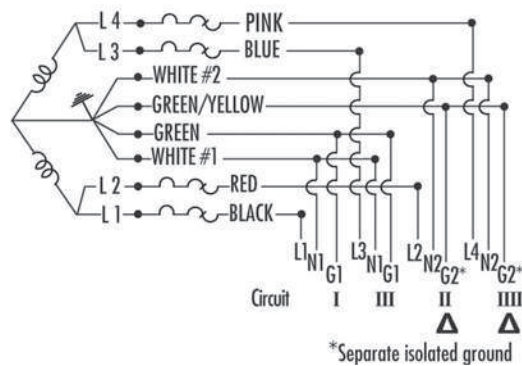 L 4 PINK
L 3 BLUE
WHITE #2
GREEN/YELLOW
GREEN
WHITE #1
L 2 RED
L 1 BLACK
L1 N1 G1 L3 N1 G1 L2 N2 G2* L4 N2 G2*
Circuit I III II IIII
Δ Δ
*Separate isolated ground